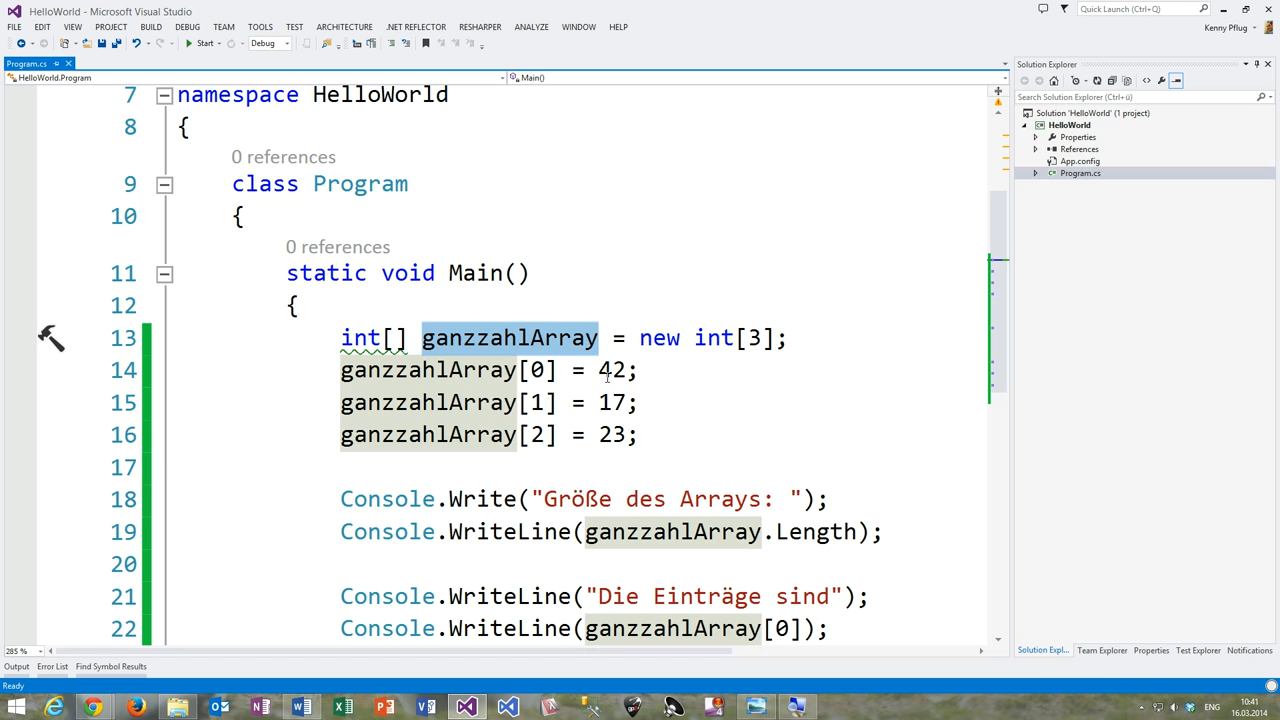 HelloWorld - Microsoft Visual Studio
Quick Launch (Ctrl+Q)
FILE EDIT VIEW PROJECT BUILD DEBUG TEAM TOOLS TEST ARCHITECTURE .NET REFLECTOR RESHARPER ANALYZE WINDOW HELP
Kenny Pflug
Start Debug
Program.cs
HelloWorld.Program
Main()
7 namespace HelloWorld
8 {
0 references
9 class Program
10 {
0 references
11 static void Main()
12 {
13 int[] ganzzahlArray = new int[3];
14 ganzzahlArray[0] = 42;
15 ganzzahlArray[1] = 17;
16 ganzzahlArray[2] = 23;
17
18 Console.Write("Größe des Arrays: ");
19 Console.WriteLine(ganzzahlArray.Length);
20
21 Console.WriteLine("Die Einträge sind");
22 Console.WriteLine(ganzzahlArray[0]);
285 %
Solution Explorer
Search Solution Explorer (Ctrl+ü)
Solution 'HelloWorld' (1 project)
HelloWorld
Properties
References
App.config
Program.cs
Solution Expl... Team Explorer Properties Test Explorer Notifications
Output Error List Find Symbol Results
Ready
ENG
10:41
16.03.2014